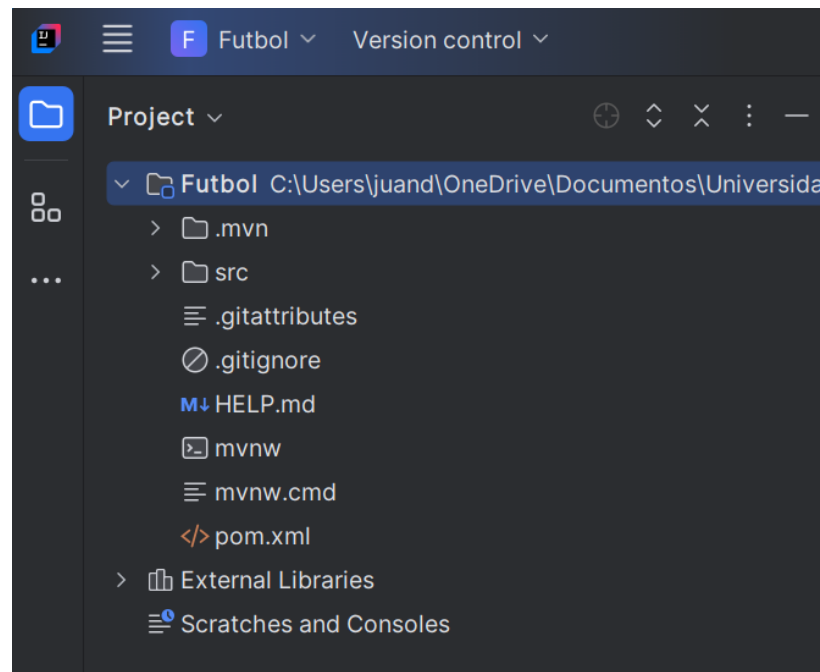 F Futbol Version control
Project
Futbol C:\Users\juand\OneDrive\Documentos\Universida
.mvn
src
.gitattributes
.gitignore
M↓ HELP.md
mvnw
mvnw.cmd
</> pom.xml
External Libraries
Scratches and Consoles